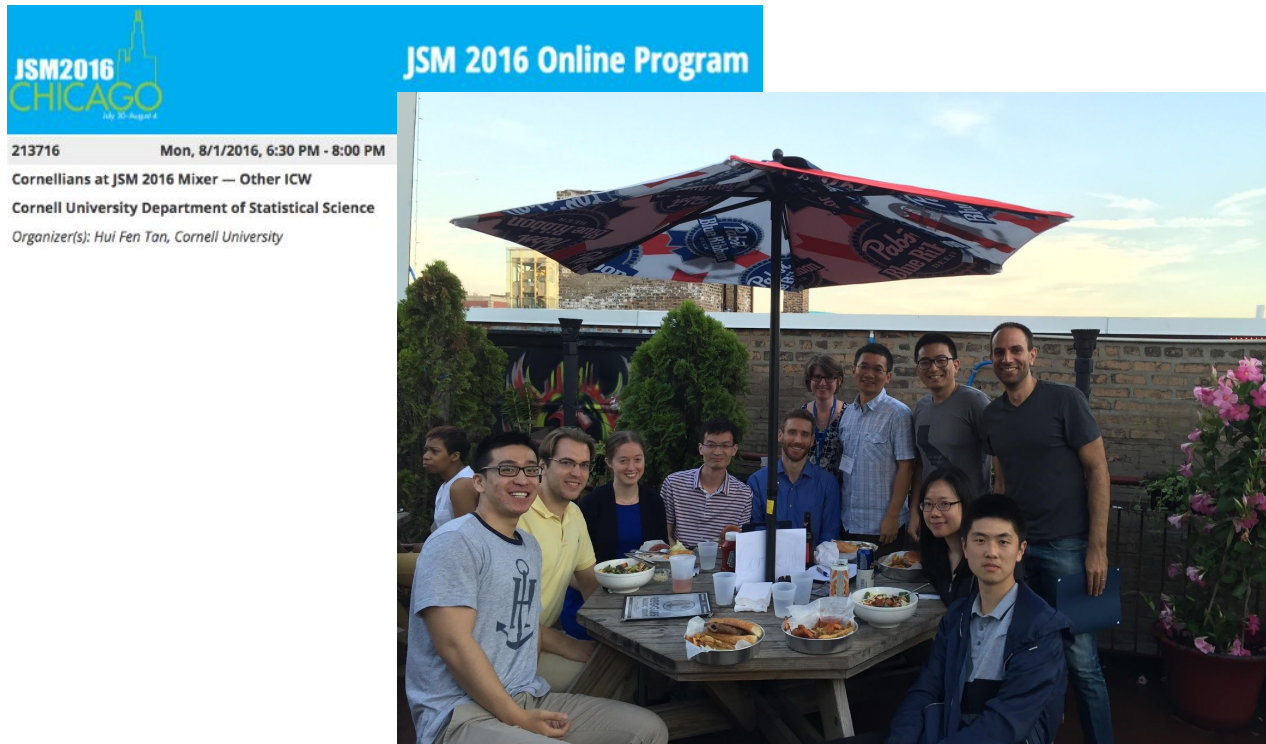 JSM2016
CHICAGO
July 30-August 4
JSM 2016 Online Program
213716 Mon, 8/1/2016, 6:30 PM - 8:00 PM
Cornellians at JSM 2016 Mixer — Other ICW
Cornell University Department of Statistical Science
Organizer(s): Hui Fen Tan, Cornell University
Pabst
Blue Ribbon
Pabst
Blue Rib